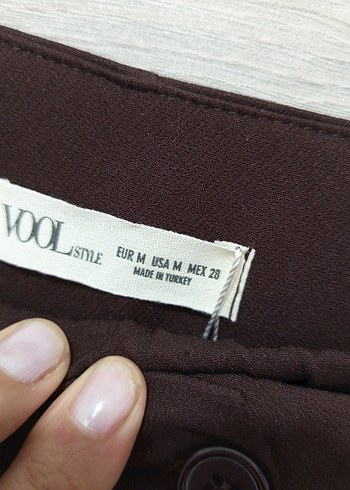 VOOL STYLE
EUR M USA M MEX 28
MADE IN TURKEY